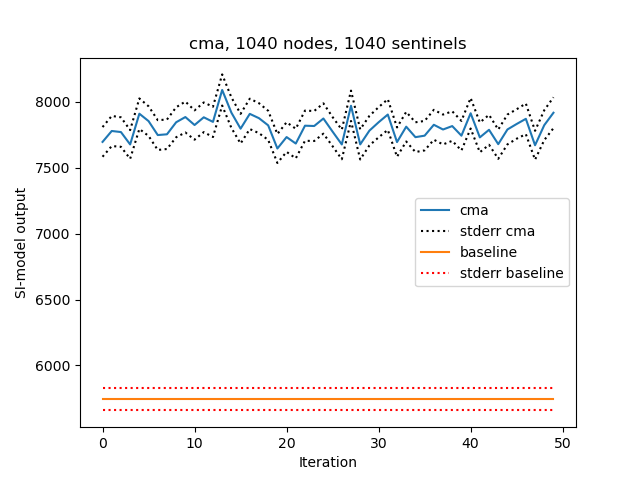 cma, 1040 nodes, 1040 sentinels
SI-model output
8000
7500
7000
6500
6000
cma
stderr cma
baseline
stderr baseline
0 10 20 30 40 50
Iteration